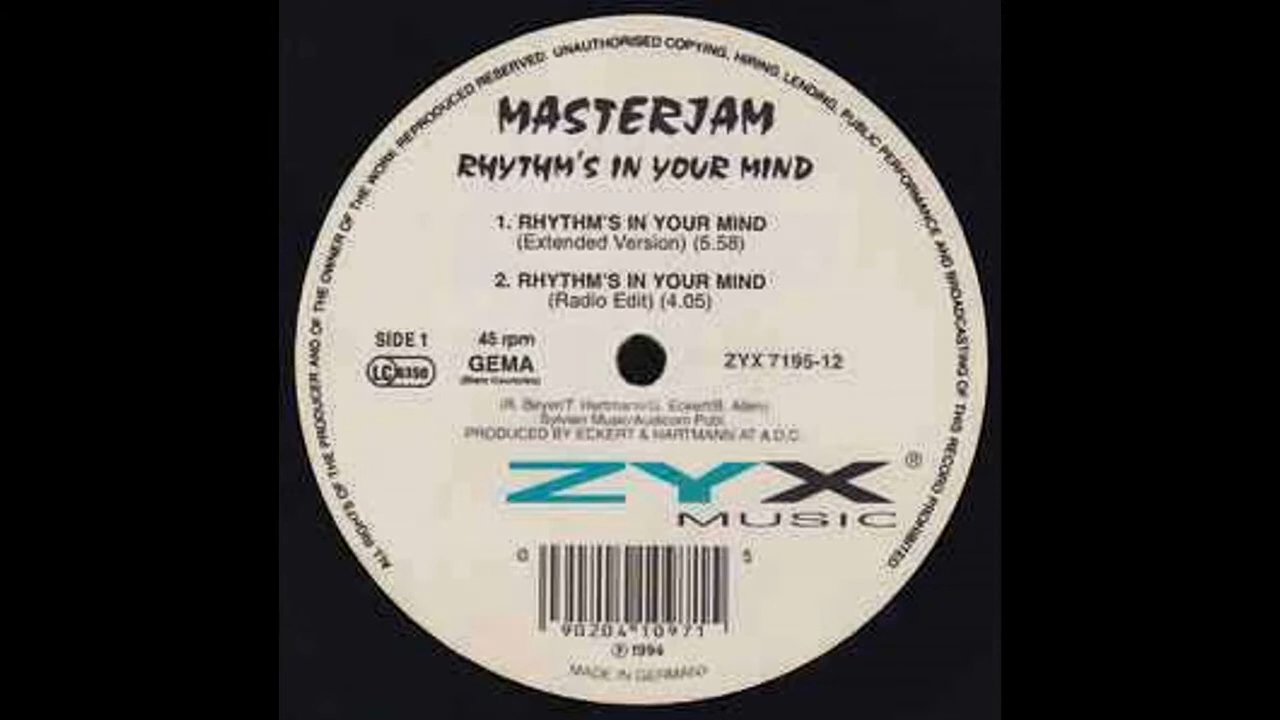 ALL RIGHTS OF THE PRODUCER AND OF THE OWNER OF THE WORK REPRODUCED RESERVED. UNAUTHORISED COPYING, HIRING, LENDING, PUBLIC PERFORMANCE AND BROADCASTING OF THIS RECORD PROHIBITED.
MASTERJAM
RHYTHM'S IN YOUR MIND
1. RHYTHM'S IN YOUR MIND
(Extended Version) (5.58)
2. RHYTHM'S IN YOUR MIND
(Radio Edit) (4.05)
SIDE 1 45 rpm
LC GEMA ZYX 7195-12
PRODUCED BY ECKERT & HARTMANN AT A.D.C.
ZYX ®
MUSIC
0 90204 10971 5
℗ 1994
MADE IN GERMANY